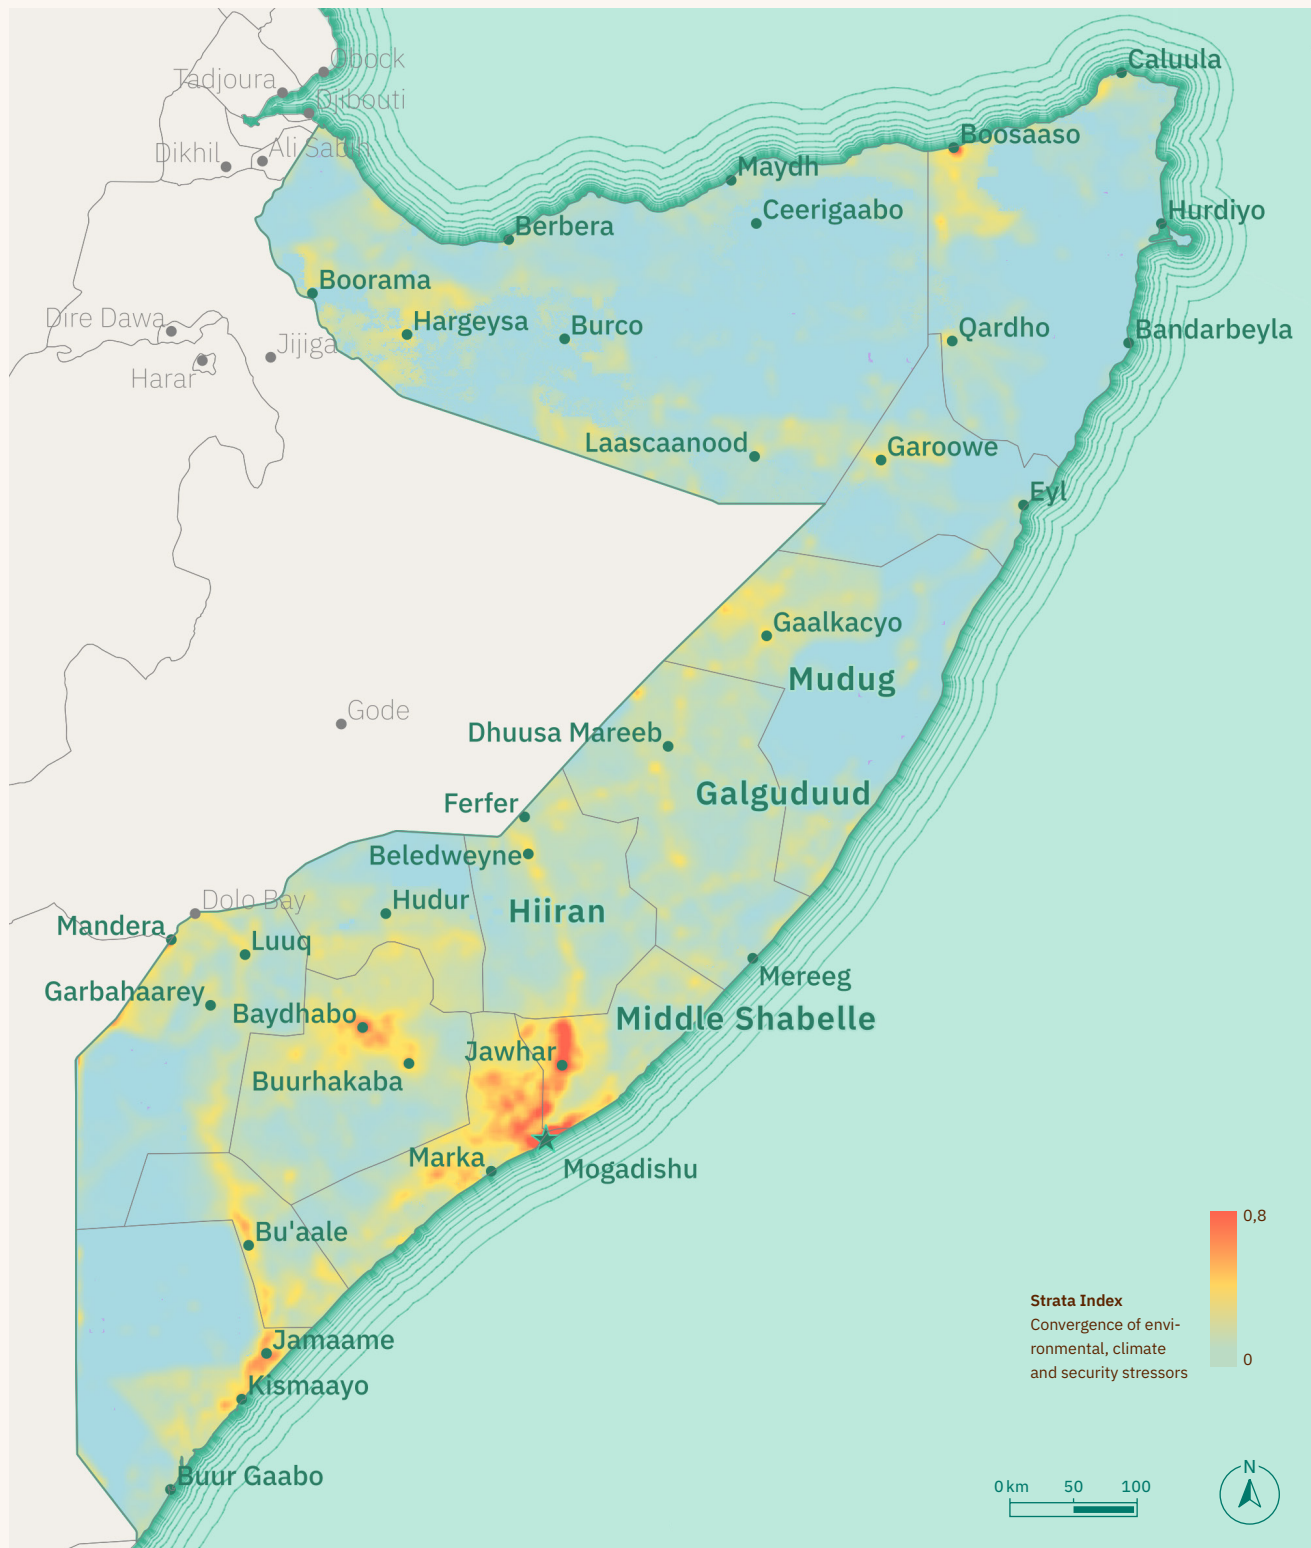 Caluula
Obock
Tadjoura
Djibouti
Boosaaso
Ali Sabih
Dikhil
Maydh
Ceerigaabo
Hurdiyo
Berbera
Boorama
Dire Dawa
Hargeysa
Burco
Qardho
Bandarbeyla
Jijiga
Harar
Laascaanood
Garoowe
Eyl
Gaalkacyo
Mudug
Gode
Dhuusa Mareeb
Galguduud
Ferfer
Beledweyne
Dolo Bay
Hudur
Hiiran
Mandera
Luuq
Mereeg
Garbahaarey
Baydhabo
Middle Shabelle
Jawhar
Buurhakaba
Marka
Mogadishu
Bu'aale
Jamaame
Kismaayo
Buur Gaabo
0,8
Strata Index
Convergence of envi-
ronmental, climate
and security stressors
0
N
0 km 50 100